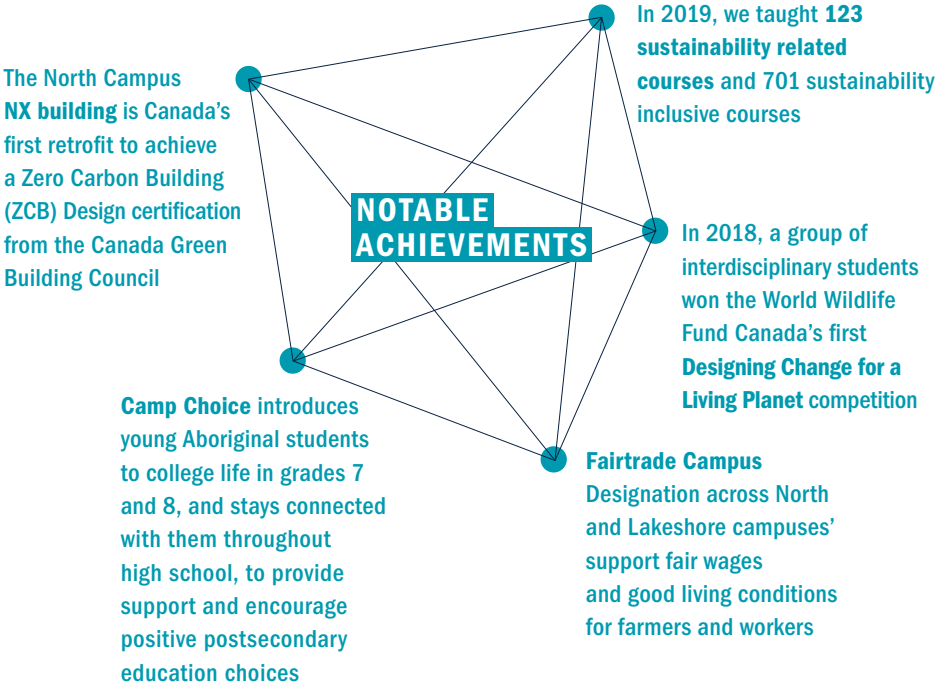 In 2019, we taught 123
sustainability related
courses and 701 sustainability
inclusive courses
The North Campus
NX building is Canada's
first retrofit to achieve
a Zero Carbon Building
(ZCB) Design certification
from the Canada Green
Building Council
NOTABLE
ACHIEVEMENTS
In 2018, a group of
interdisciplinary students
won the World Wildlife
Fund Canada's first
Designing Change for a
Living Planet competition
Camp Choice introduces
young Aboriginal students
to college life in grades 7
and 8, and stays connected
with them throughout
high school, to provide
support and encourage
positive postsecondary
education choices
Fairtrade Campus
Designation across North
and Lakeshore campuses'
support fair wages
and good living conditions
for farmers and workers